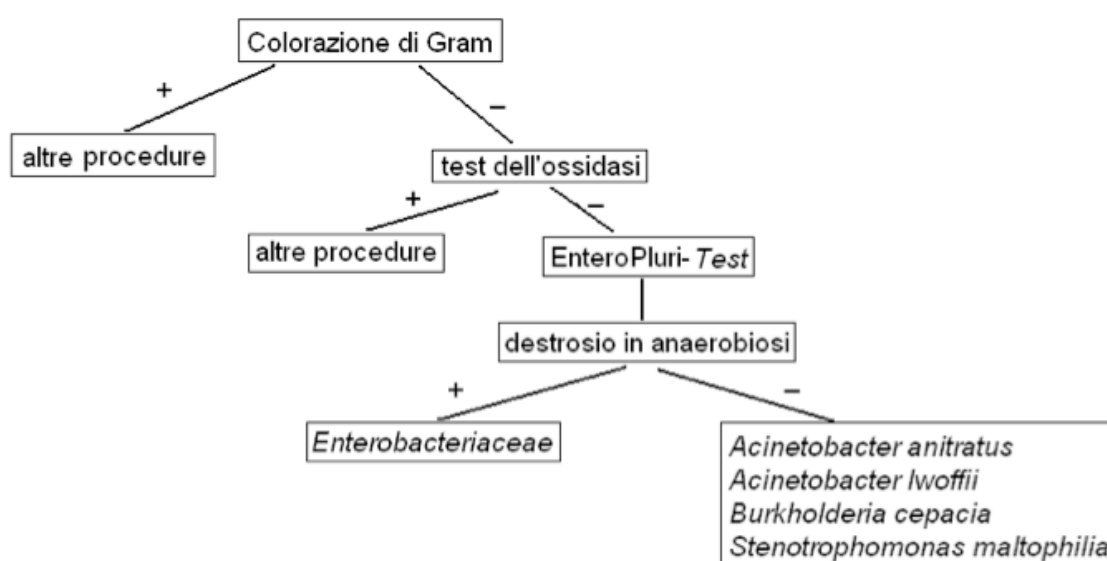 Colorazione di Gram
+
–
altre procedure
test dell'ossidasi
+
–
altre procedure
EnteroPluri-Test
destrosio in anaerobiosi
+
–
Enterobacteriaceae
Acinetobacter anitratus
Acinetobacter lwoffii
Burkholderia cepacia
Stenotrophomonas maltophilia